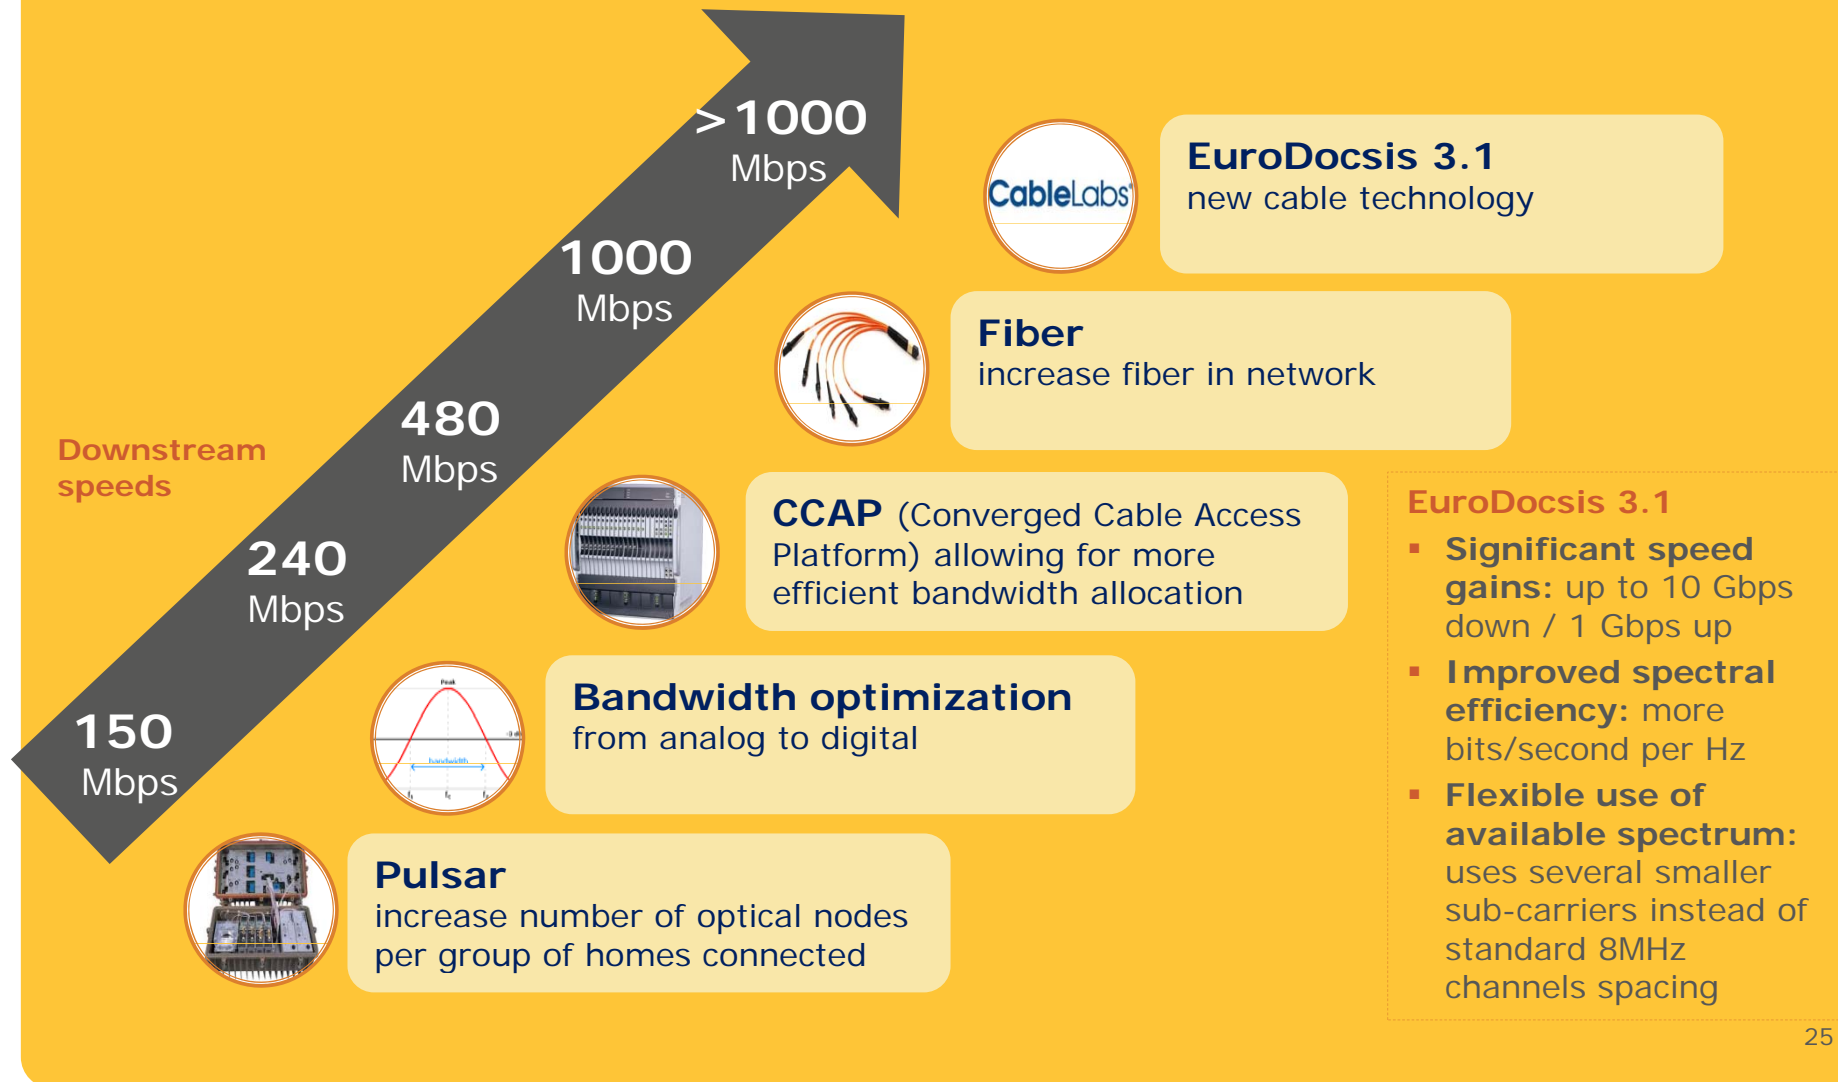 >1000
Mbps
1000
Mbps
480
Mbps
240
Mbps
150
Mbps
Downstream
speeds
CableLabs®
EuroDocsis 3.1
new cable technology
Fiber
increase fiber in network
CCAP (Converged Cable Access
Platform) allowing for more
efficient bandwidth allocation
Peak
bandwidth
Bandwidth optimization
from analog to digital
Pulsar
increase number of optical nodes
per group of homes connected
EuroDocsis 3.1
▪ Significant speed
gains: up to 10 Gbps
down / 1 Gbps up
▪ Improved spectral
efficiency: more
bits/second per Hz
▪ Flexible use of
available spectrum:
uses several smaller
sub-carriers instead of
standard 8MHz
channels spacing
25